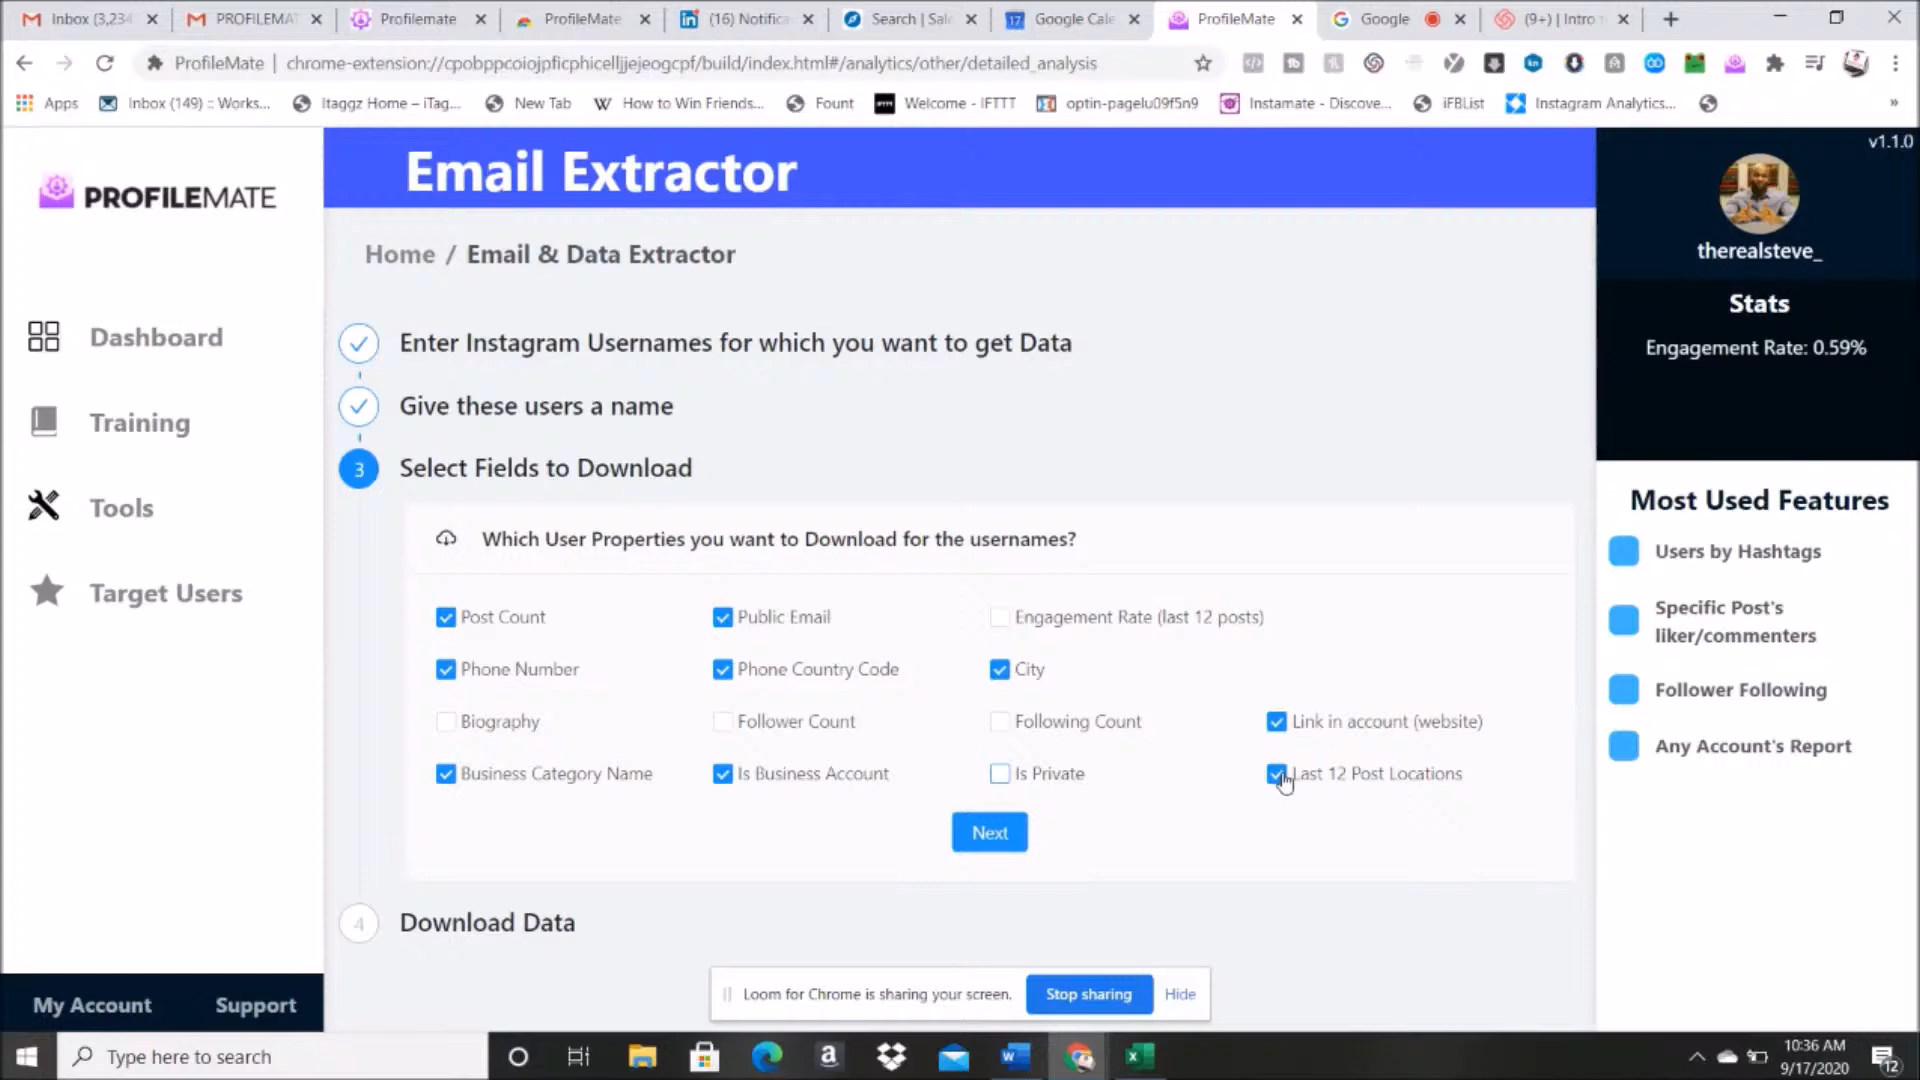 Inbox (3,234
PROFILEMA
Profilemate
ProfileMate
(16) Notifica
Search | Sal
Google Cale
ProfileMate
Google
(9+) | Intro
ProfileMate | chrome-extension://cpobppcoiojpficphicelljjejeogcpf/build/index.html#/analytics/other/detailed_analysis
Apps
Inbox (149) :: Works...
Itaggz Home – iTag...
New Tab
How to Win Friends...
Fount
Welcome - IFTTT
optin-pagelu09f5n9
Instamate - Discove...
iFBList
Instagram Analytics...
»
PROFILEMATE
Email Extractor
v1.1.0
therealsteve_
Home / Email & Data Extractor
Stats
Engagement Rate: 0.59%
Dashboard
Training
Tools
Target Users
Enter Instagram Usernames for which you want to get Data
Give these users a name
3 Select Fields to Download
Which User Properties you want to Download for the usernames?
Post Count
Public Email
Engagement Rate (last 12 posts)
Phone Number
Phone Country Code
City
Biography
Follower Count
Following Count
Link in account (website)
Business Category Name
Is Business Account
Is Private
Last 12 Post Locations
Next
4 Download Data
Most Used Features
Users by Hashtags
Specific Post's
liker/commenters
Follower Following
Any Account's Report
My Account
Support
Loom for Chrome is sharing your screen.
Stop sharing
Hide
Type here to search
10:36 AM
9/17/2020
12